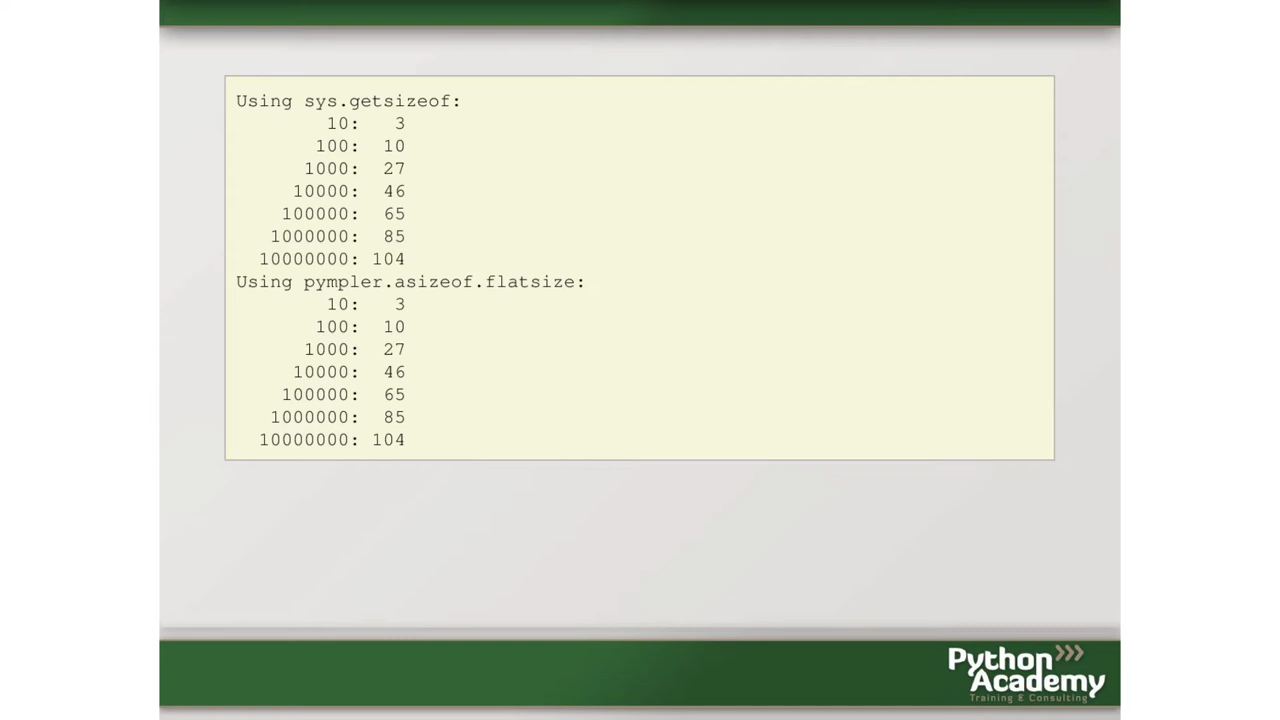 Using sys.getsizeof:
10: 3
100: 10
1000: 27
10000: 46
100000: 65
1000000: 85
10000000: 104
Using pympler.asizeof.flatsize:
10: 3
100: 10
1000: 27
10000: 46
100000: 65
1000000: 85
10000000: 104
Python
Academy
Training & Consulting